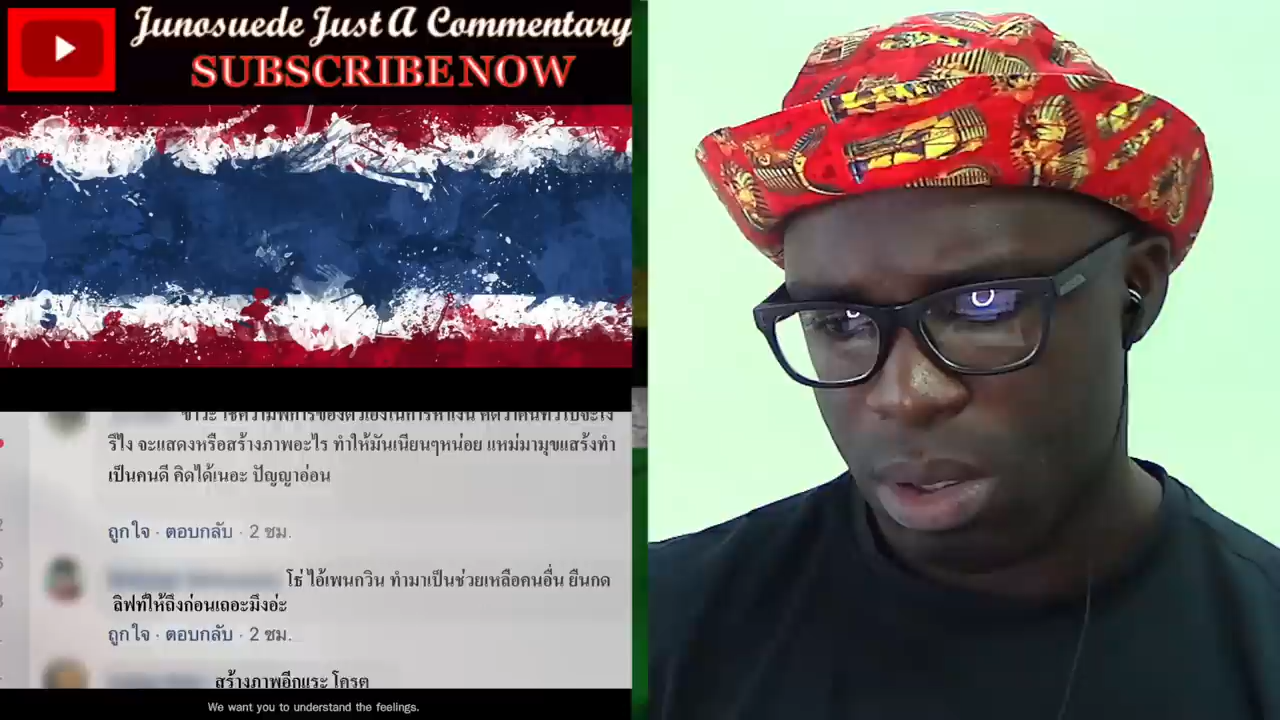 Junosuede Just A Commentary
SUBSCRIBE NOW
รึไง จะแสดงหรือสร้างภาพอะไร ทำให้มันเนียนๆหน่อย แหม่มามุขแสร้งทำ
เป็นคนดี คิดได้เนอะ ปัญญาอ่อน
ถูกใจ · ตอบกลับ · 2 ชม.
โธ่ ไอ้เพนกวิน ทำมาเป็นช่วยเหลือคนอื่น ยืนกด
ลิฟท์ให้ถึงก่อนเถอะมึงอ่ะ
ถูกใจ · ตอบกลับ · 2 ชม.
สร้างภาพอีกแระ โครต
We want you to understand the feelings.